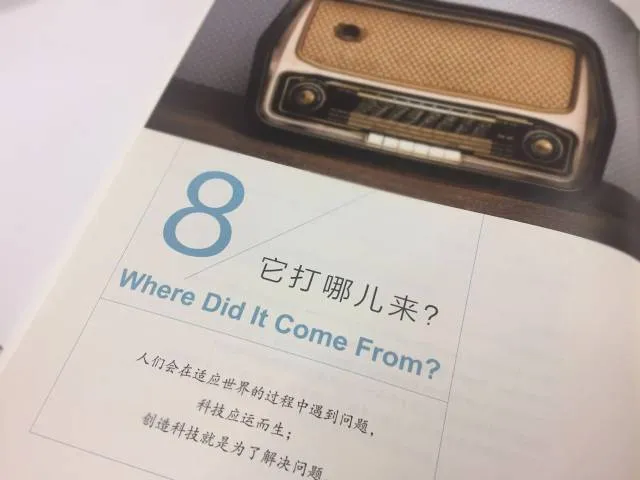 8
它打哪儿来?
Where Did It Come From?
人们会在适应世界的过程中遇到问题,
科技应运而生;
创造科技就是为了解决问题